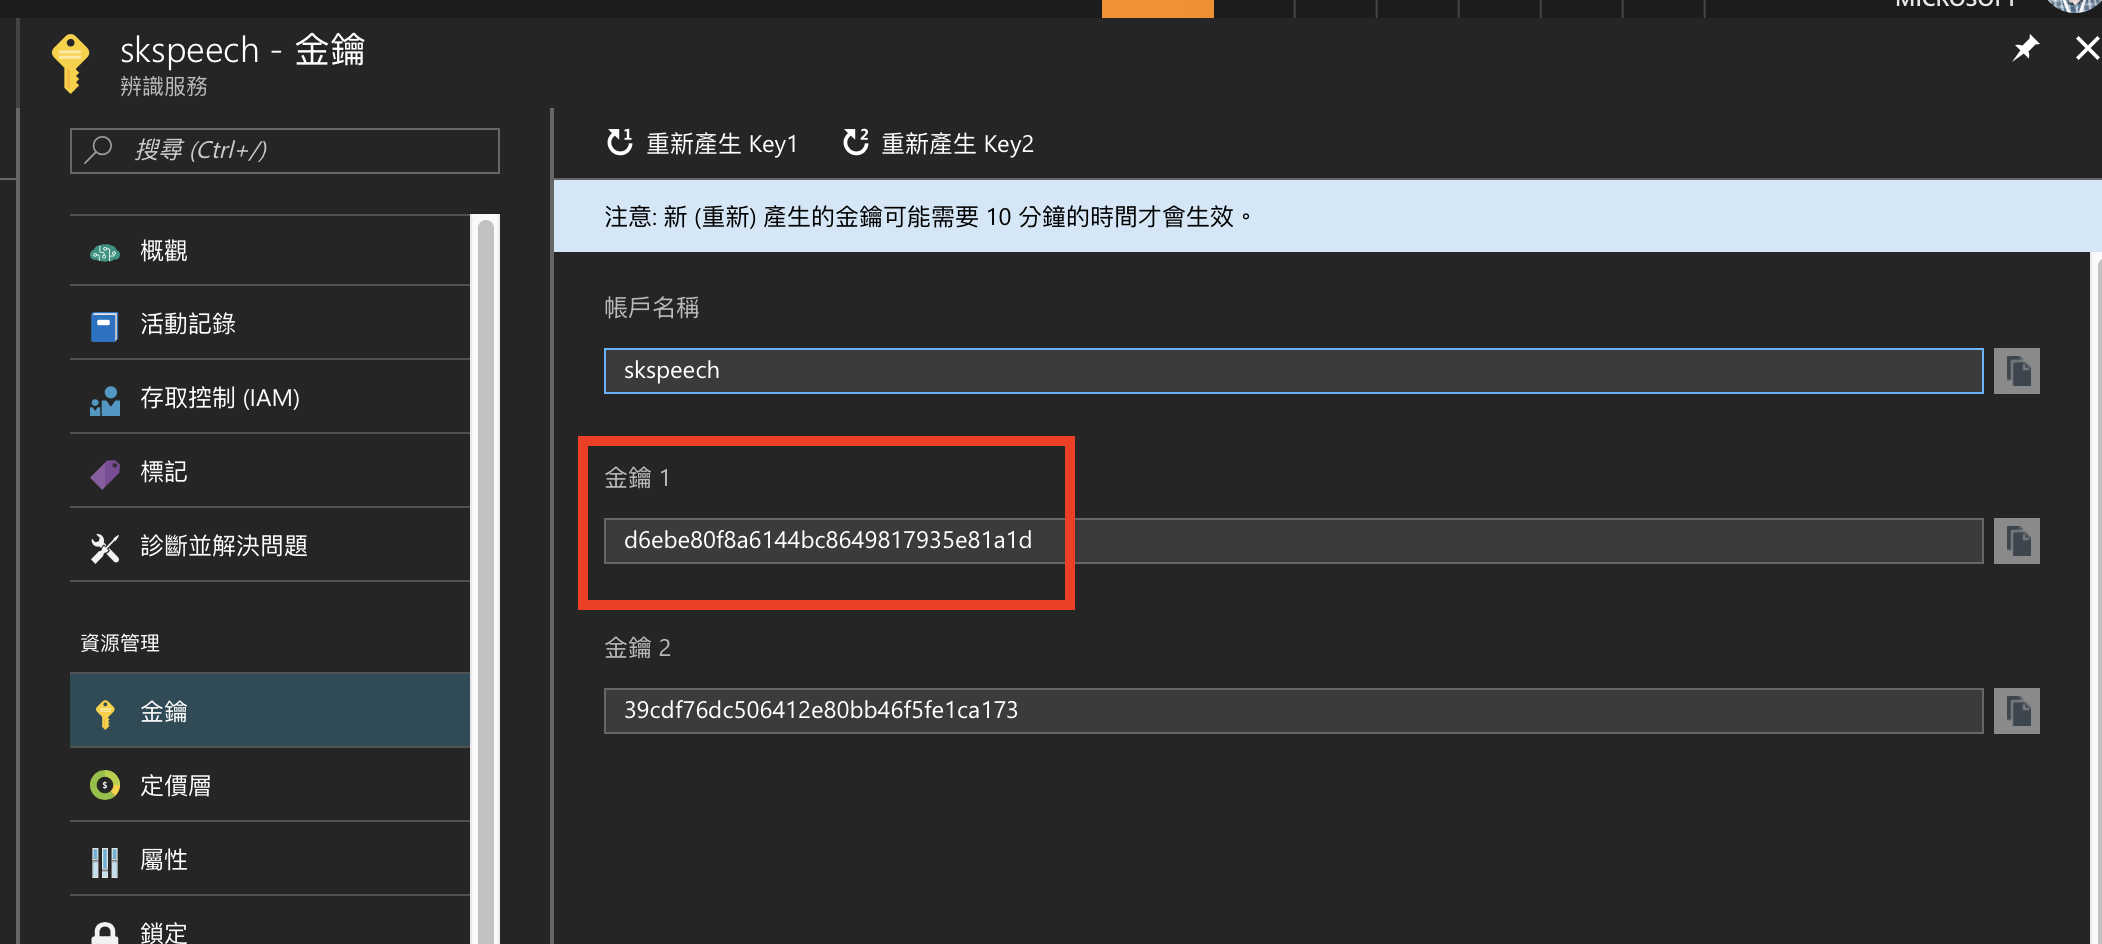 MICROSOFT
skspeech - 金鑰
辨識服務
搜尋 (Ctrl+/)
概觀
活動記錄
存取控制 (IAM)
標記
診斷並解決問題
資源管理
金鑰
定價層
屬性
鎖定
重新產生 Key1
重新產生 Key2
注意: 新 (重新) 產生的金鑰可能需要 10 分鐘的時間才會生效。
帳戶名稱
skspeech
金鑰 1
d6ebe80f8a6144bc8649817935e81a1d
金鑰 2
39cdf76dc506412e80bb46f5fe1ca173